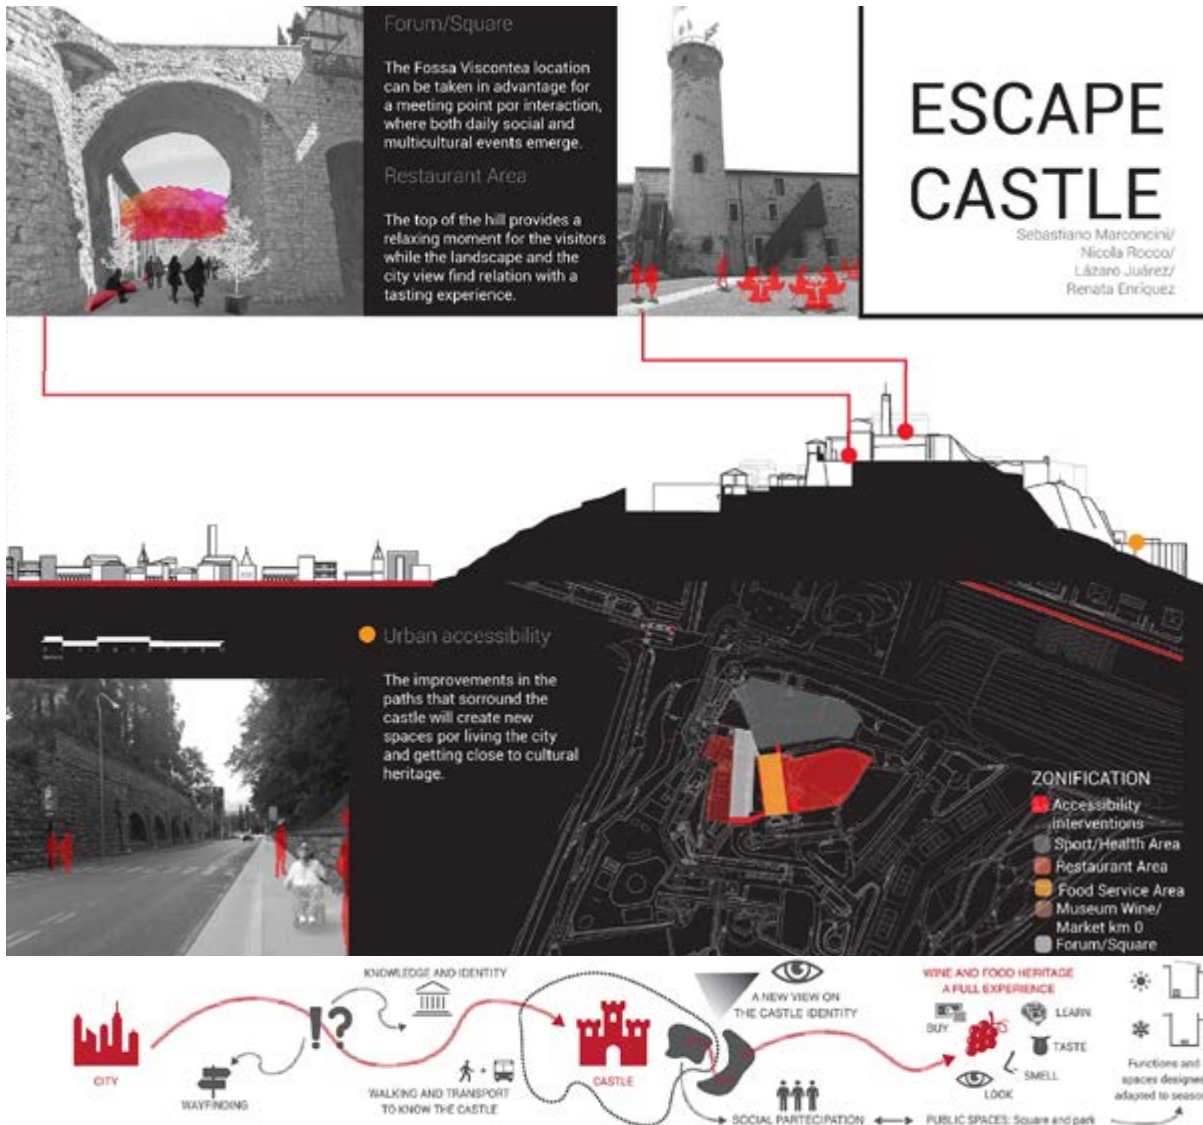 Forum/Square
The Fossa Viscontea location
can be taken in advantage for
a meeting point por interaction,
where both daily social and
multicultural events emerge.
Restaurant Area
The top of the hill provides a
relaxing moment for the visitors
while the landscape and the
city view find relation with a
tasting experience.
ESCAPE
CASTLE
Sebastiano Marconcini/
Nicola Rocco/
Lázaro Juárez/
Renata Enríquez
Urban accessibility
The improvements in the
paths that sorround the
castle will create new
spaces por living the city
and getting close to cultural
heritage.
ZONIFICATION
Accessibility
interventions
Sport/Health Area
Restaurant Area
Food Service Area
Museum Wine/
Market km 0
Forum/Square
CITY
WAYFINDING
!?
KNOWLEDGE AND IDENTITY
+
WALKING AND TRANSPORT
TO KNOW THE CASTLE
CASTLE
A NEW VIEW ON
THE CASTLE IDENTITY
SOCIAL PARTECIPATION
PUBLIC SPACES: Square and park
WINE AND FOOD HERITAGE
A FULL EXPERIENCE
BUY
LEARN
TASTE
SMELL
LOOK
Functions and
spaces designed
adapted to season